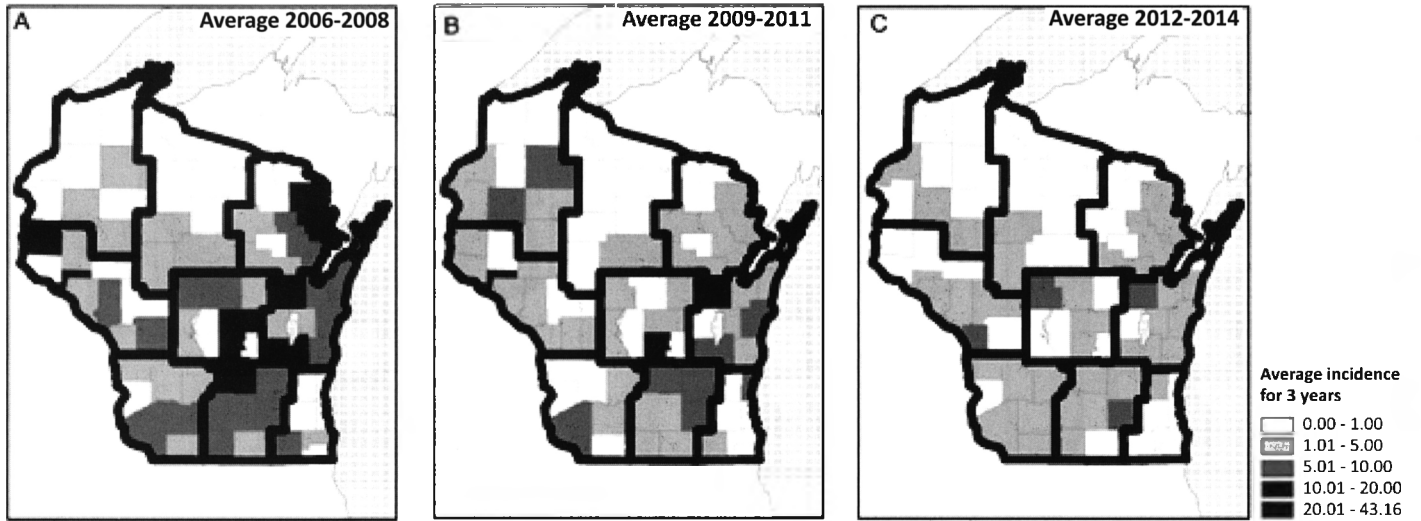 A
Average 2006-2008
B
Average 2009-2011
C
Average 2012-2014
Average incidence
for 3 years
0.00 - 1.00
1.01 - 5.00
5.01 - 10.00
10.01 - 20.00
20.01 - 43.16